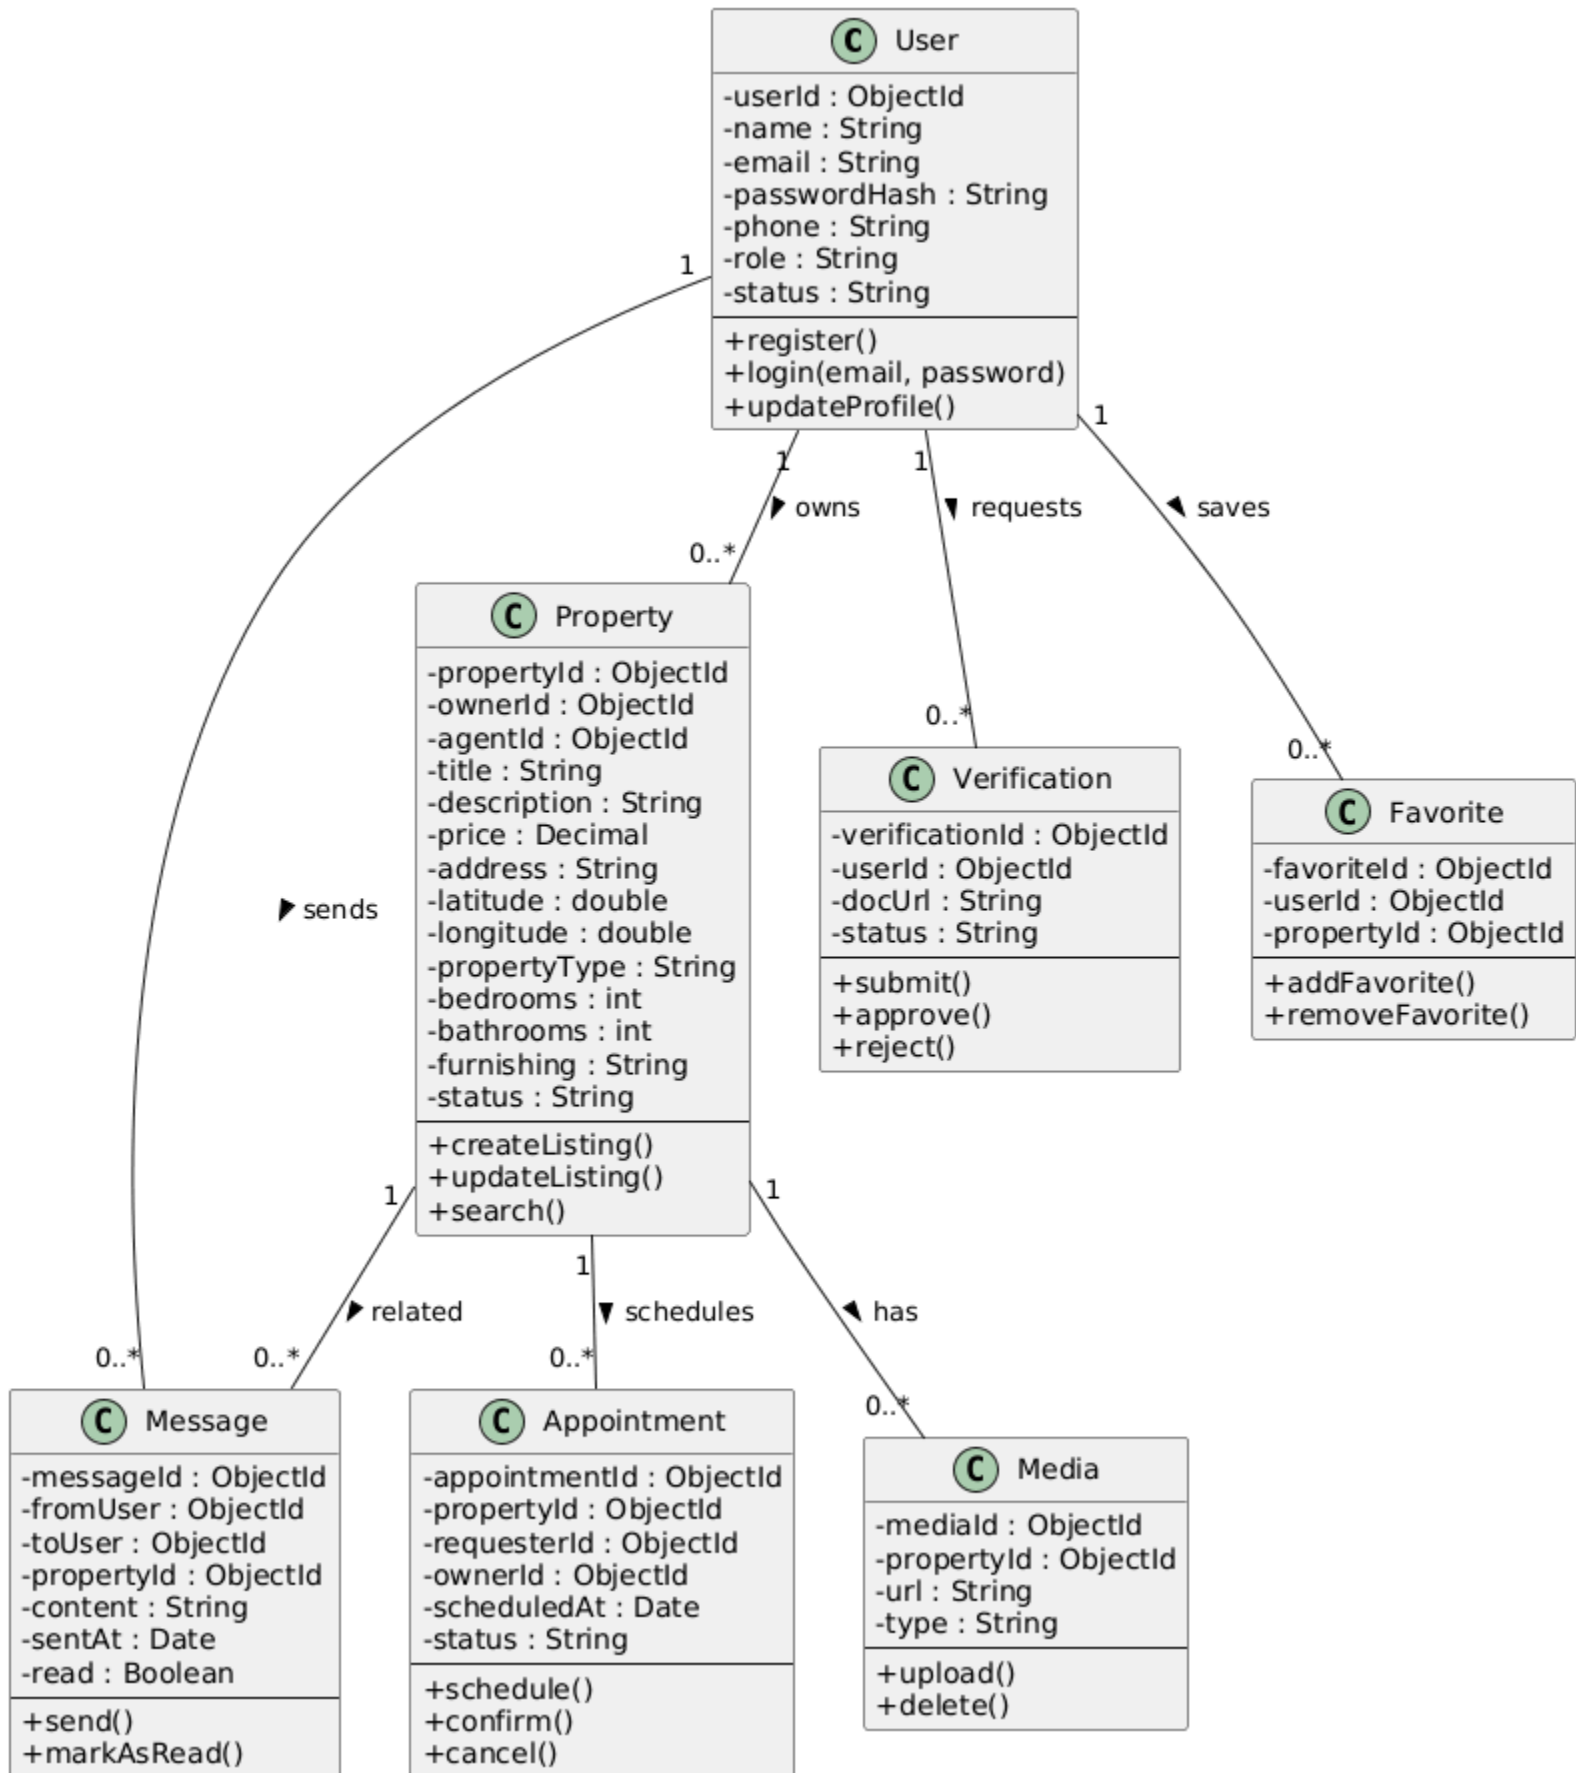 C User
-userId : ObjectId
-name : String
-email : String
-passwordHash : String
-phone : String
-role : String
-status : String
+register()
+login(email, password)
+updateProfile()
1
1
1
1
owns
requests
saves
0..*
0..*
0..*
sends
C Property
-propertyId : ObjectId
-ownerId : ObjectId
-agentId : ObjectId
-title : String
-description : String
-price : Decimal
-address : String
-latitude : double
-longitude : double
-propertyType : String
-bedrooms : int
-bathrooms : int
-furnishing : String
-status : String
+createListing()
+updateListing()
+search()
C Verification
-verificationId : ObjectId
-userId : ObjectId
-docUrl : String
-status : String
+submit()
+approve()
+reject()
C Favorite
-favoriteId : ObjectId
-userId : ObjectId
-propertyId : ObjectId
+addFavorite()
+removeFavorite()
1
1
1
related
schedules
has
0..*
0..*
0..*
0..*
C Message
-messageId : ObjectId
-fromUser : ObjectId
-toUser : ObjectId
-propertyId : ObjectId
-content : String
-sentAt : Date
-read : Boolean
+send()
+markAsRead()
C Appointment
-appointmentId : ObjectId
-propertyId : ObjectId
-requesterId : ObjectId
-ownerId : ObjectId
-scheduledAt : Date
-status : String
+schedule()
+confirm()
+cancel()
C Media
-mediaId : ObjectId
-propertyId : ObjectId
-url : String
-type : String
+upload()
+delete()